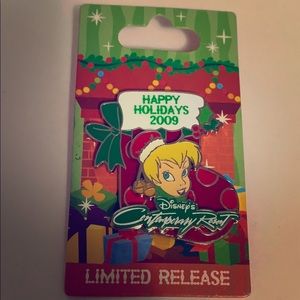 HAPPY
HOLIDAYS
2009
Disney's
Contemporary Resort
LIMITED RELEASE